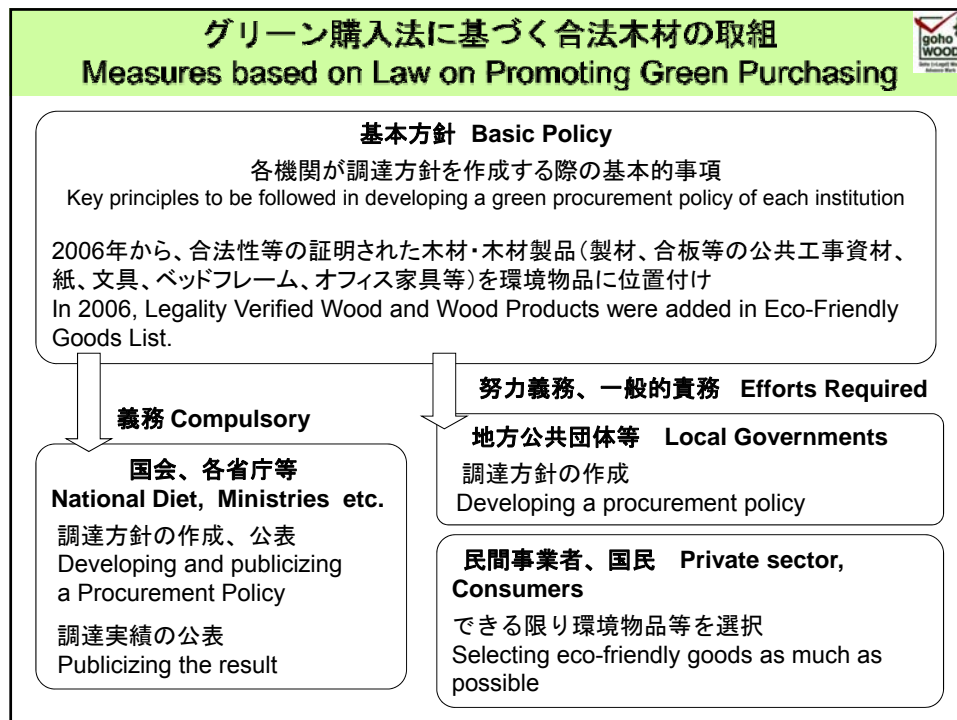 グリーン購入法に基づく合法木材の取組
Measures based on Law on Promoting Green Purchasing
goho
WOOD
基本方針 Basic Policy
各機関が調達方針を作成する際の基本的事項
Key principles to be followed in developing a green procurement policy of each institution
2006年から、合法性等の証明された木材・木材製品（製材、合板等の公共工事資材、
紙、文具、ベッドフレーム、オフィス家具等）を環境物品に位置付け
In 2006, Legality Verified Wood and Wood Products were added in Eco-Friendly
Goods List.
義務 Compulsory
国会、各省庁等
National Diet, Ministries etc.
調達方針の作成、公表
Developing and publicizing
a Procurement Policy
調達実績の公表
Publicizing the result
努力義務、一般的責務 Efforts Required
地方公共団体等 Local Governments
調達方針の作成
Developing a procurement policy
民間事業者、国民 Private sector,
Consumers
できる限り環境物品等を選択
Selecting eco-friendly goods as much as
possible